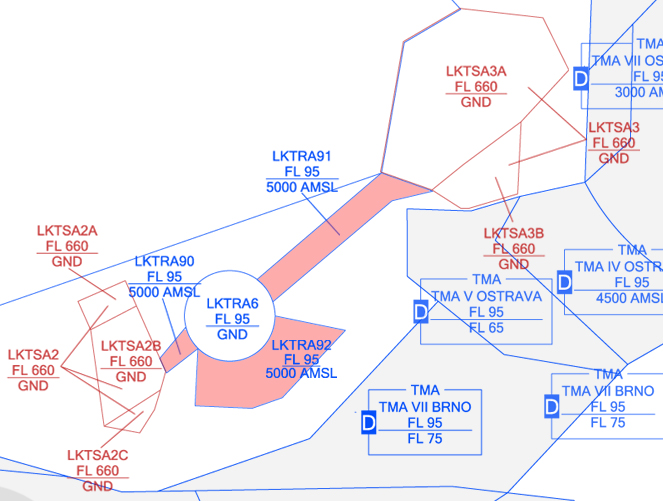 TMA
TMA VII OS
FL 95
3000 AM
D
LKTSA3A
FL 660
GND
LKTSA3
FL 660
GND
LKTRA91
FL 95
5000 AMSL
LKTSA3B
FL 660
GND
LKTSA2A
FL 660
GND
LKTRA90
FL 95
5000 AMSL
TMA
TMA IV OSTR
FL 95
4500 AMSL
D
TMA
TMA V OSTRAVA
FL 95
FL 65
D
LKTRA6
FL 95
GND
LKTSA2
FL 660
GND
LKTSA2B
FL 660
GND
LKTRA92
FL 95
5000 AMSL
TMA
TMA VII BRNO
FL 95
FL 75
D
TMA
TMA VII BRNO
FL 95
FL 75
D
LKTSA2C
FL 660
GND